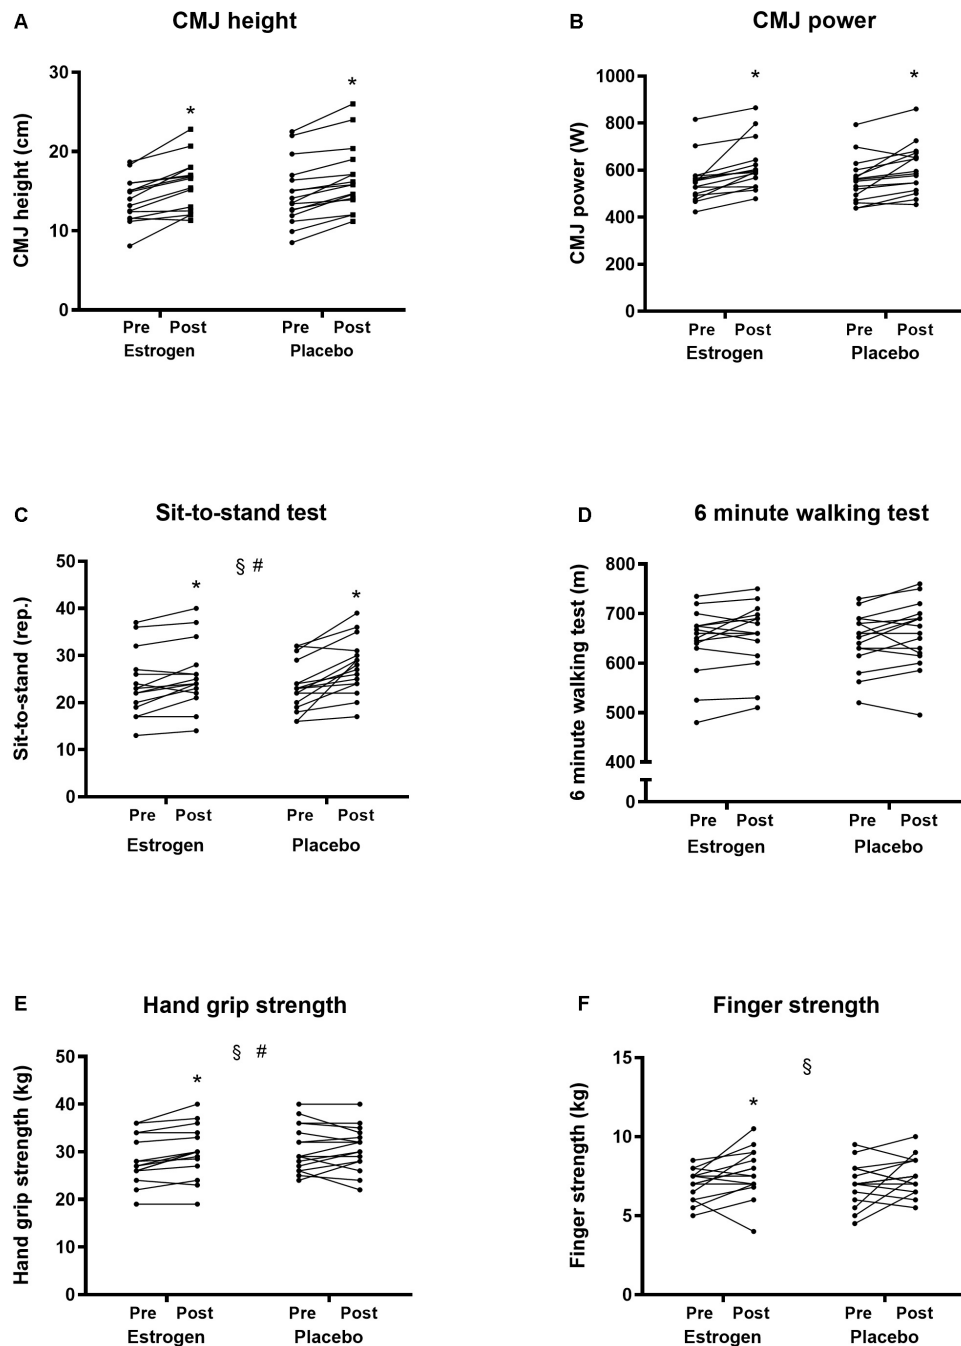 A CMJ height
CMJ height (cm)
30
20
10
0
*
*
Pre Post Pre Post
Estrogen Placebo
B CMJ power
CMJ power (W)
1000
800
600
400
200
0
*
*
Pre Post Pre Post
Estrogen Placebo
C Sit-to-stand test
Sit-to-stand (rep.)
50
40
30
20
10
0
§ #
*
*
Pre Post Pre Post
Estrogen Placebo
D 6 minute walking test
6 minute walking test (m)
800
700
600
500
400
0
Pre Post Pre Post
Estrogen Placebo
E Hand grip strength
Hand grip strength (kg)
50
40
30
20
10
0
§ #
*
Pre Post Pre Post
Estrogen Placebo
F Finger strength
Finger strength (kg)
15
10
5
0
§
*
Pre Post Pre Post
Estrogen Placebo